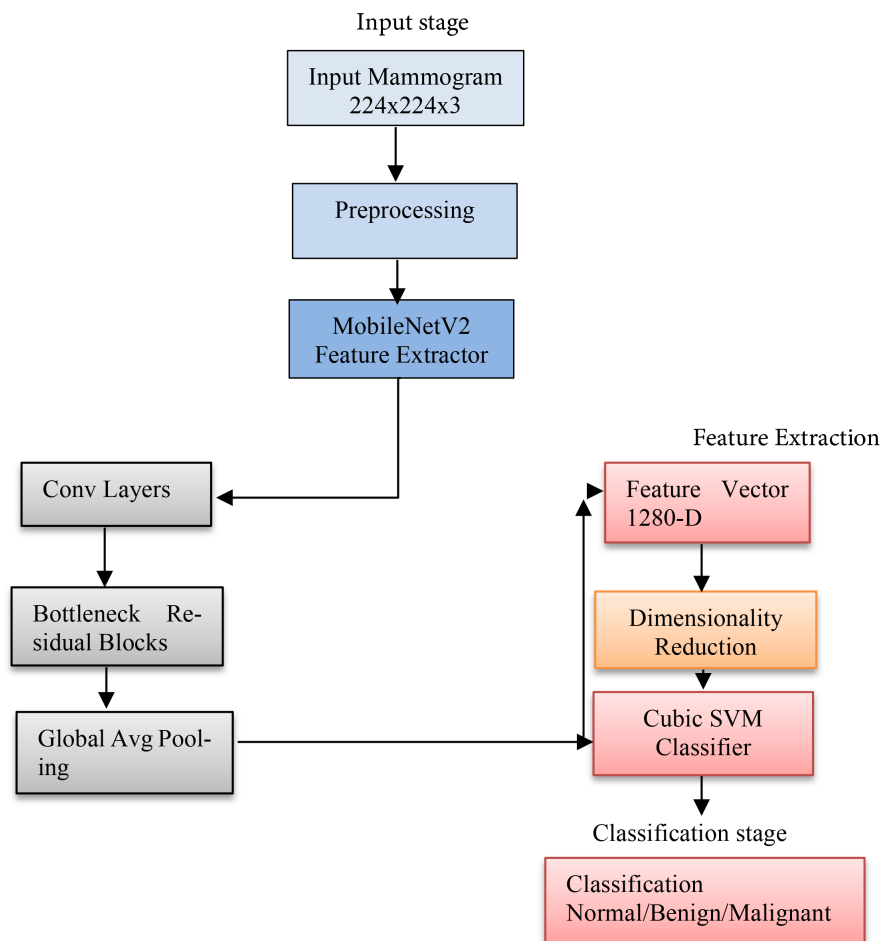 Input stage
Input Mammogram
224x224x3
Preprocessing
MobileNetV2
Feature Extractor
Conv Layers
Bottleneck Re-
sidual Blocks
Global Avg Pool-
ing
Feature Extraction
Feature Vector
1280-D
Dimensionality
Reduction
Cubic SVM
Classifier
Classification stage
Classification
Normal/Benign/Malignant